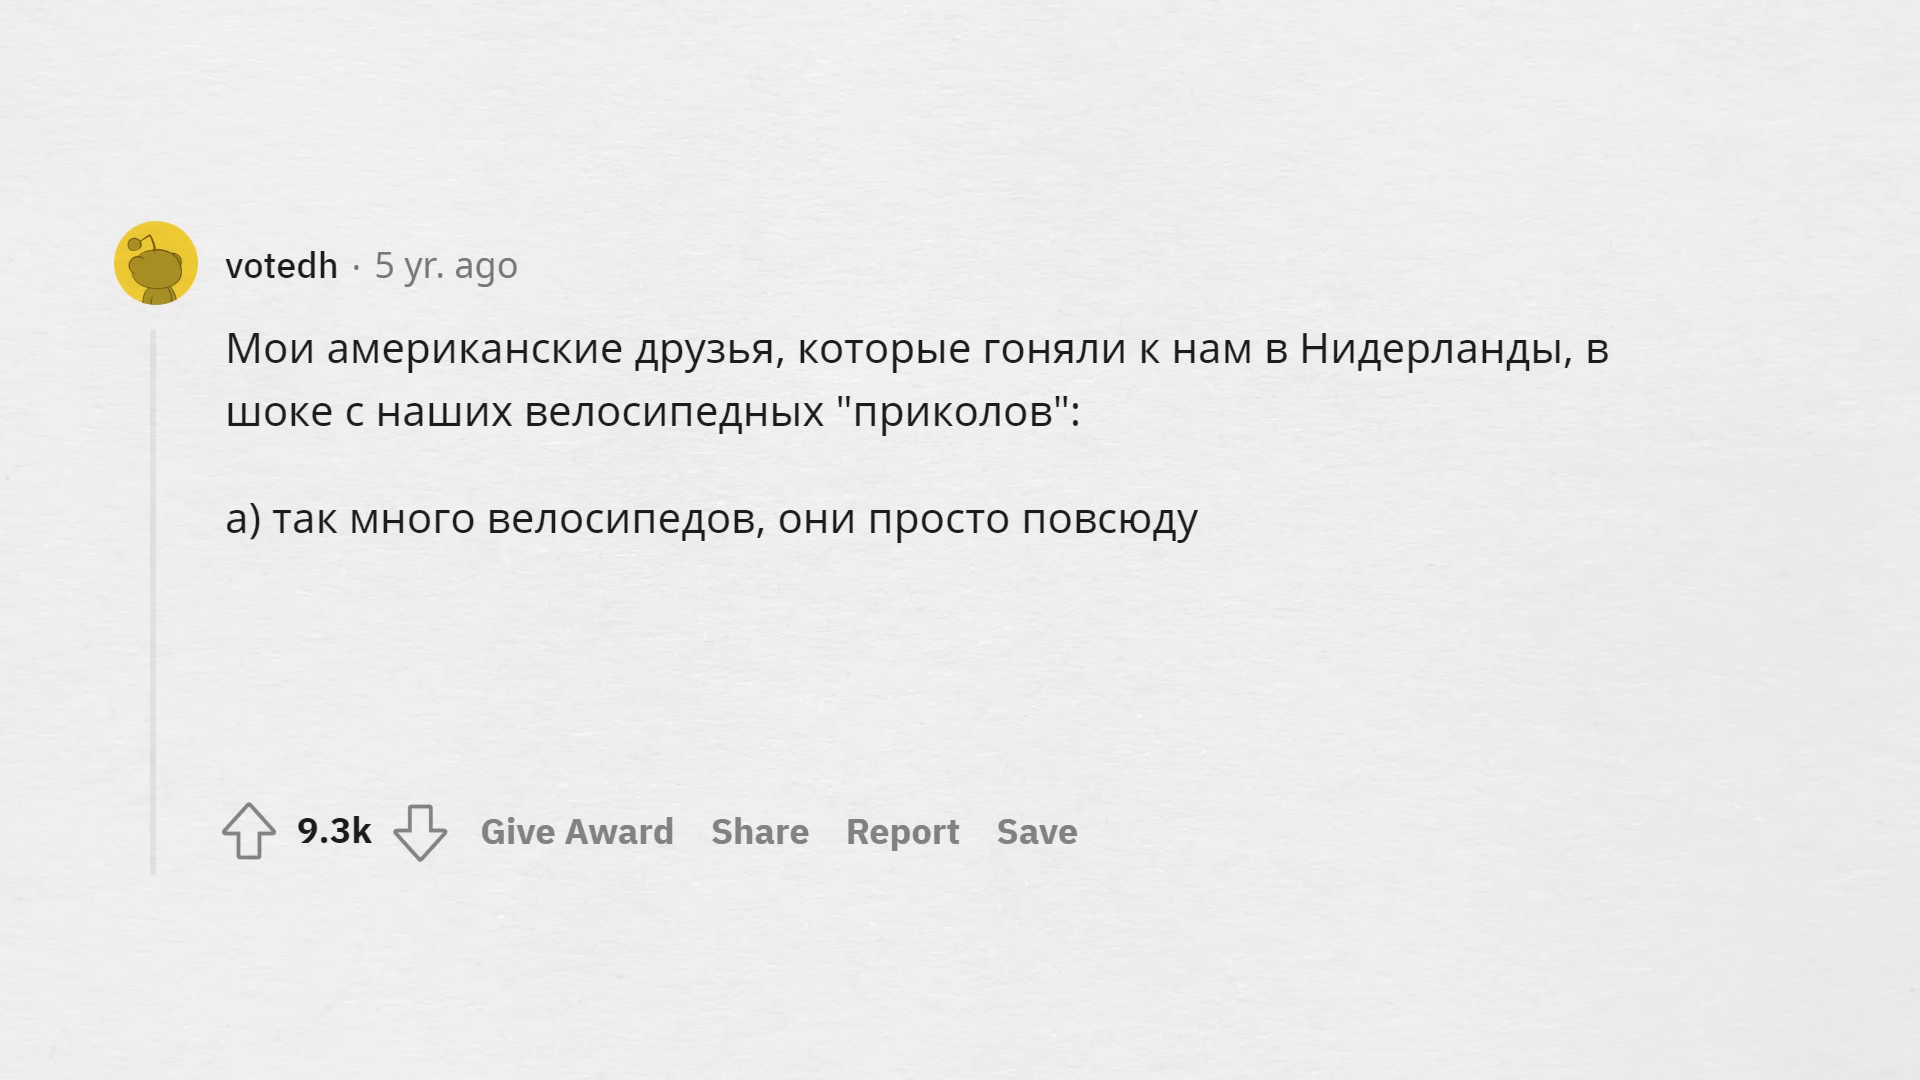 votedh · 5 yr. ago
Мои американские друзья, которые гоняли к нам в Нидерланды, в
шоке с наших велосипедных "приколов":
а) так много велосипедов, они просто повсюду
9.3k Give Award Share Report Save